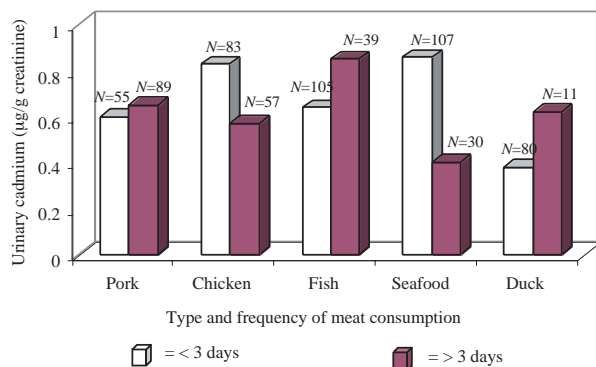 Urinary cadmium (µg/g creatinine)
1
0.8
0.6
0.4
0.2
0
N=55
N=89
N=83
N=57
N=105
N=39
N=107
N=30
N=80
N=11
Pork Chicken Fish Seafood Duck
Type and frequency of meat consumption
= < 3 days = > 3 days